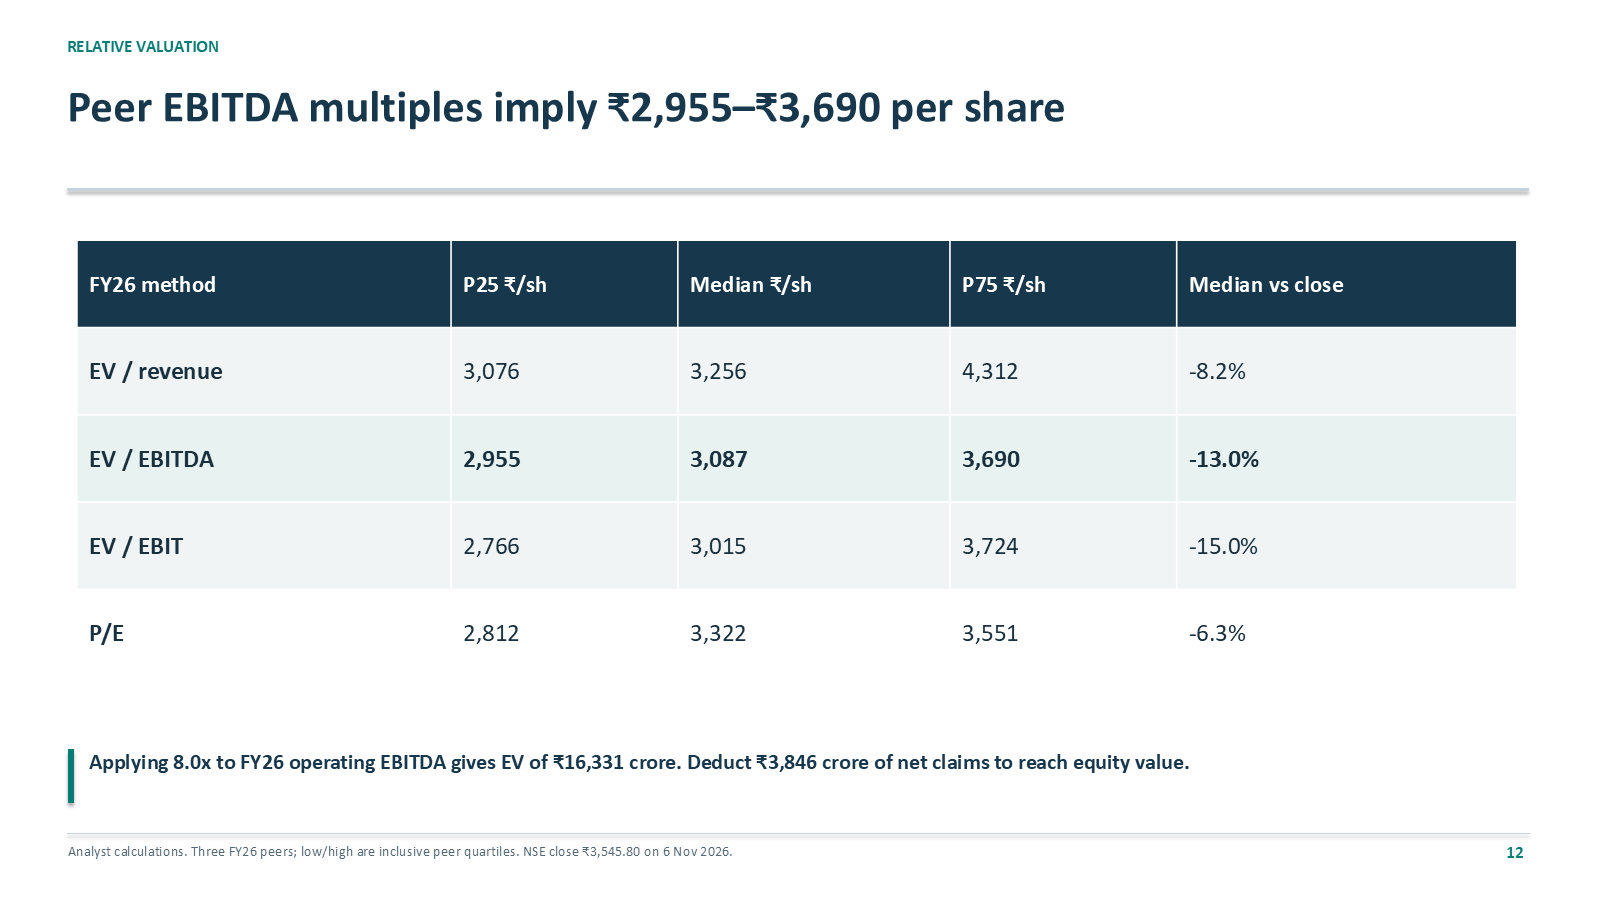 RELATIVE VALUATION
Peer EBITDA multiples imply ₹2,955–₹3,690 per share
FY26 method P25 ₹/sh Median ₹/sh P75 ₹/sh Median vs close
EV / revenue 3,076 3,256 4,312 -8.2%
EV / EBITDA 2,955 3,087 3,690 -13.0%
EV / EBIT 2,766 3,015 3,724 -15.0%
P/E 2,812 3,322 3,551 -6.3%
Applying 8.0x to FY26 operating EBITDA gives EV of ₹16,331 crore. Deduct ₹3,846 crore of net claims to reach equity value.
Analyst calculations. Three FY26 peers; low/high are inclusive peer quartiles. NSE close ₹3,545.80 on 6 Nov 2026. 12